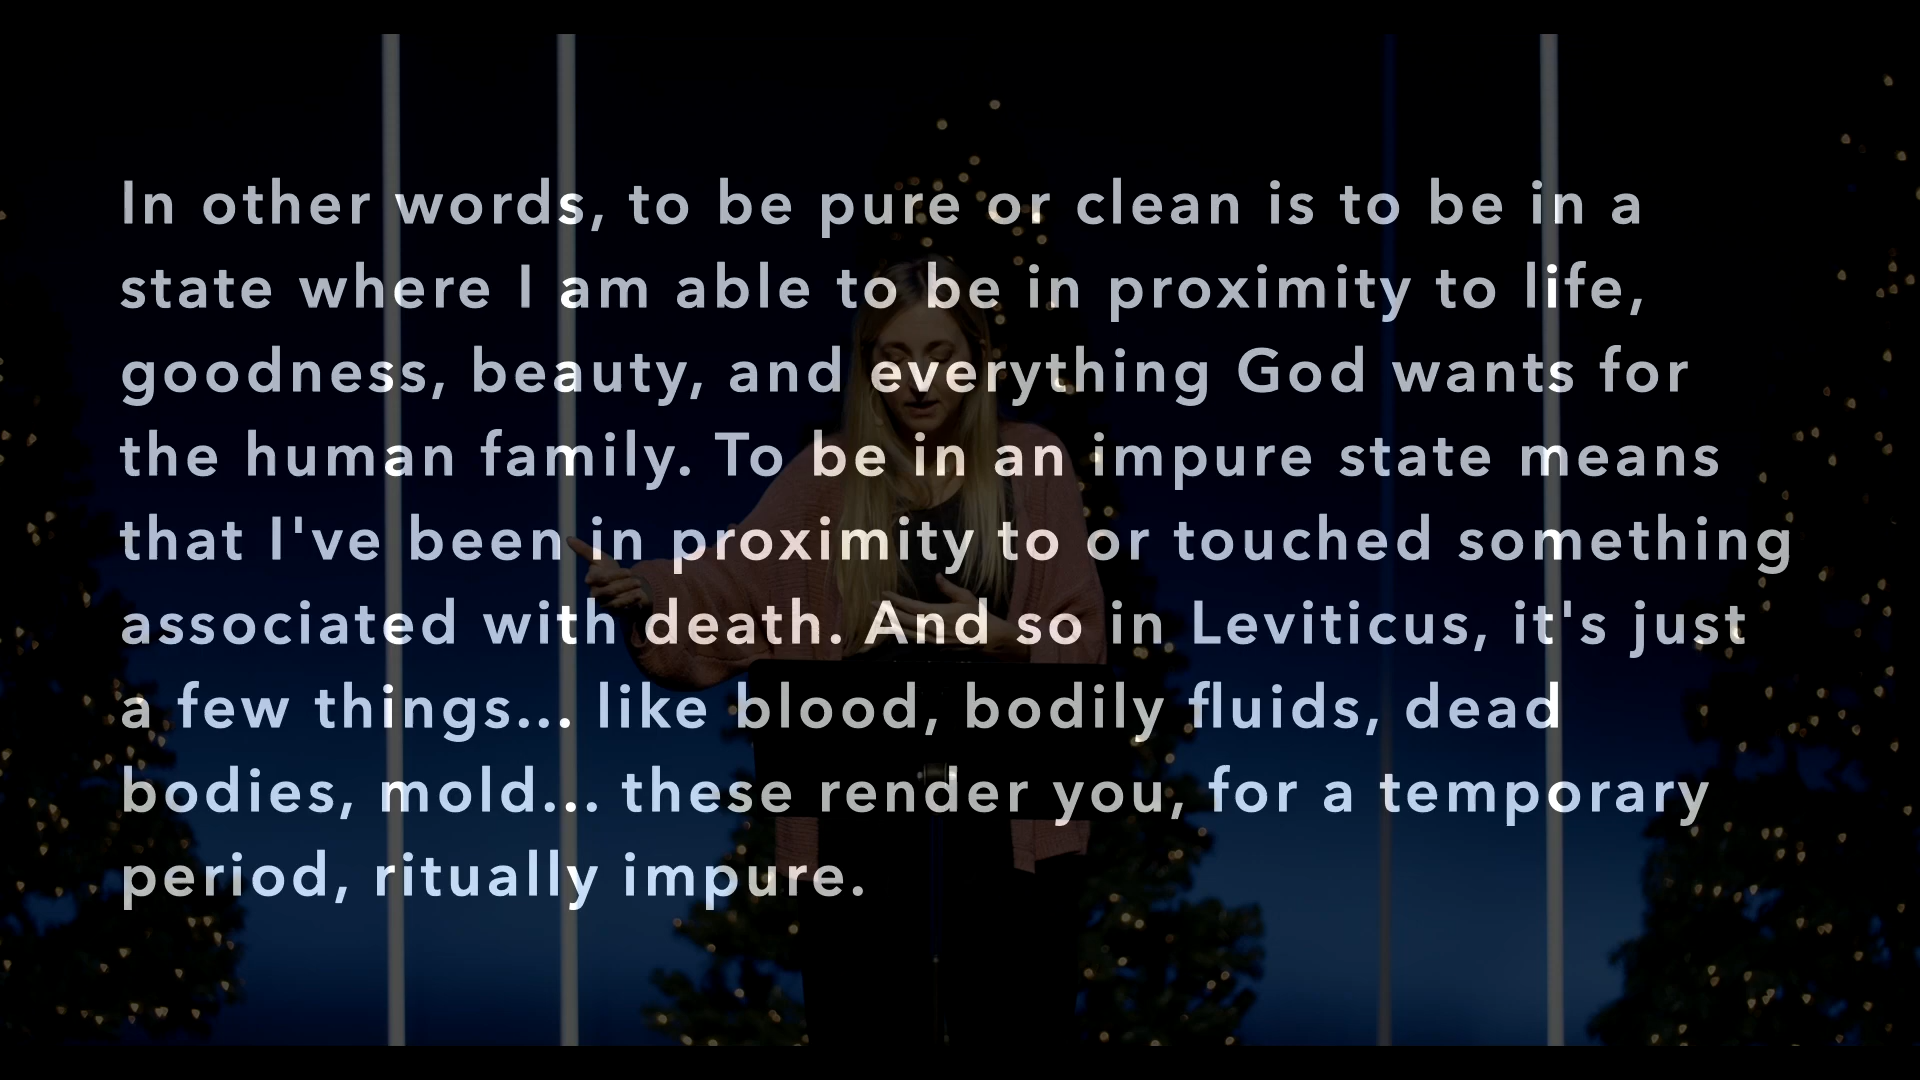 In other words, to be pure or clean is to be in a
state where I am able to be in proximity to life,
goodness, beauty, and everything God wants for
the human family. To be in an impure state means
that I've been in proximity to or touched something
associated with death. And so in Leviticus, it's just
a few things... like blood, bodily fluids, dead
bodies, mold... these render you, for a temporary
period, ritually impure.